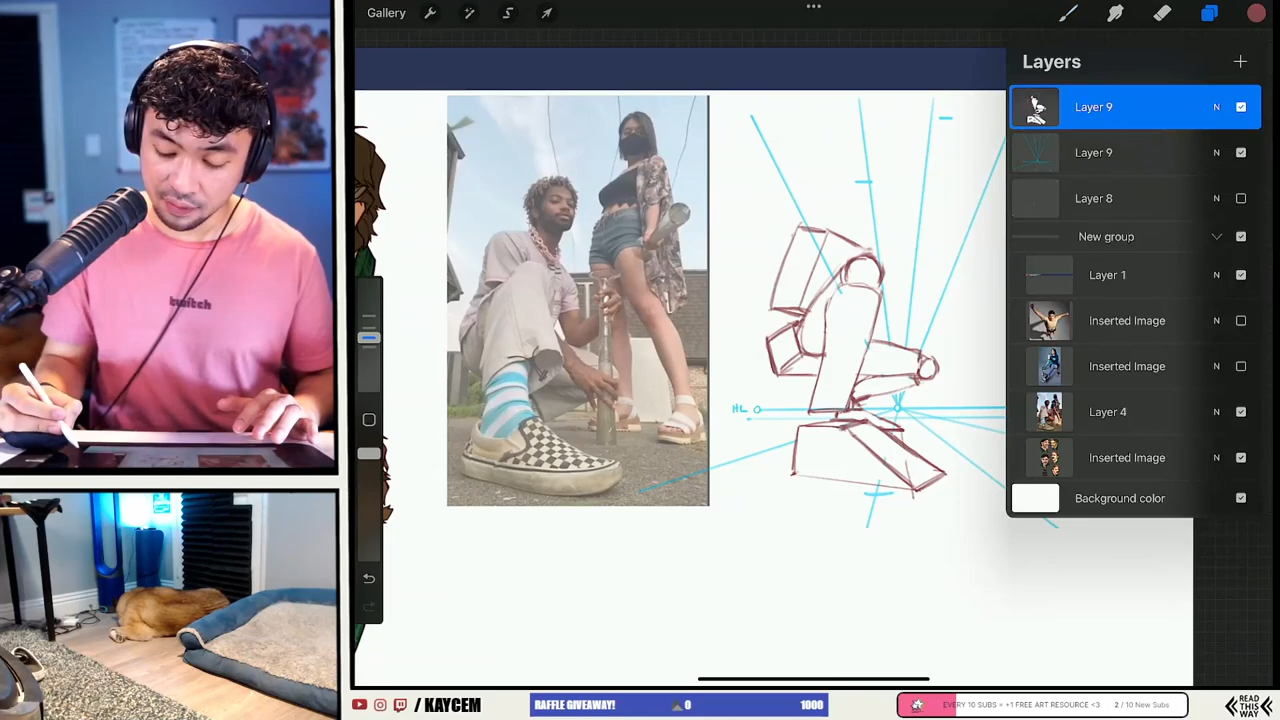 Gallery
Layers
Layer 9
N
Layer 9
N
Layer 8
N
New group
Layer 1
N
Inserted Image
N
Inserted Image
N
Layer 4
N
Inserted Image
N
Background color
twitch
HL
/ KAYCEM
RAFFLE GIVEAWAY!
0
1000
EVERY 10 SUBS = +1 FREE ART RESOURCE <3
2 / 10 New Subs
READ
THIS
WAY